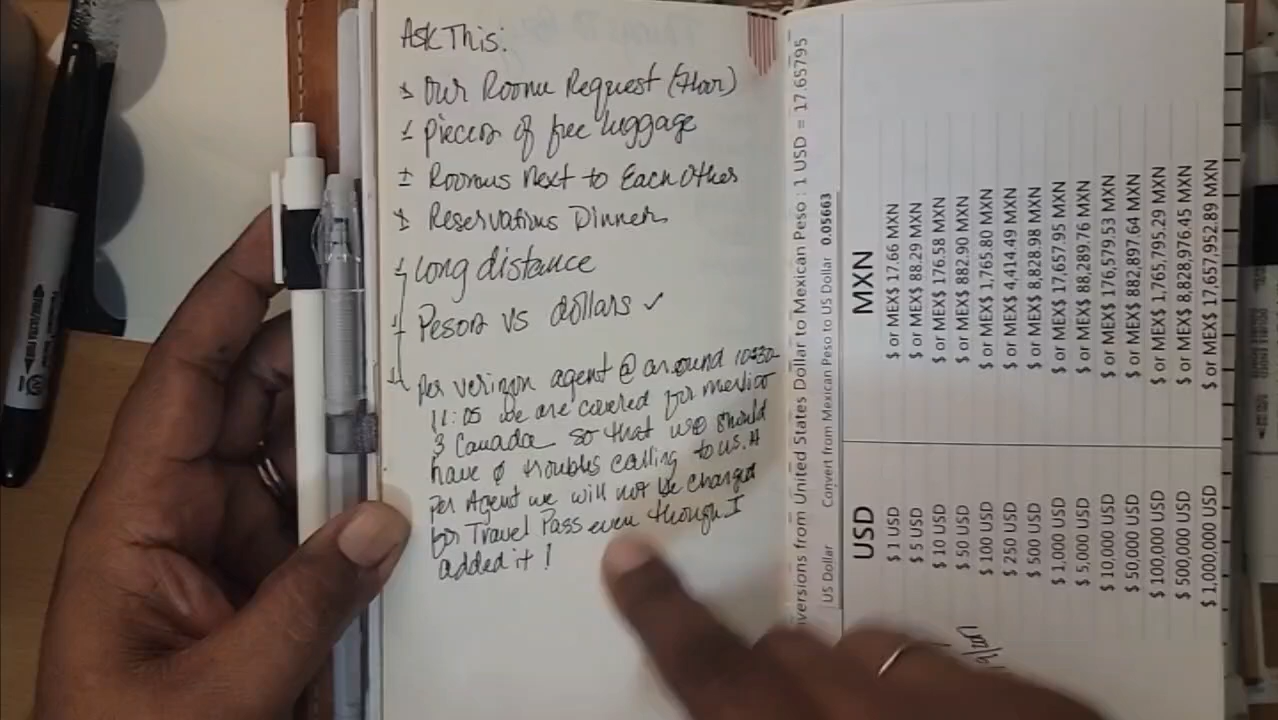 Ask This:
Our Room Request (Floor)
pieces of free luggage
Rooms next to Each Other
Reservations Dinner
Long distance
Pesos vs dollars ✓
Per verizon agent @ around 10:30-
11:05 we are covered for mexico
3 Canada so that we should
have ϕ troubles calling to US. A
Per Agent we will not be charged
for Travel Pass even though I
added it!
versions from United States Dollar to Mexican Peso : 1 USD = 17.65795
US Dollar Convert from Mexican Peso to US Dollar 0.05663
USD MXN
$ 1 USD $ or MEX$ 17.66 MXN
$ 5 USD $ or MEX$ 88.29 MXN
$ 10 USD $ or MEX$ 176.58 MXN
$ 50 USD $ or MEX$ 882.90 MXN
$ 100 USD $ or MEX$ 1,765.80 MXN
$ 250 USD $ or MEX$ 4,414.49 MXN
$ 500 USD $ or MEX$ 8,828.98 MXN
$ 1,000 USD $ or MEX$ 17,657.95 MXN
$ 5,000 USD $ or MEX$ 88,289.76 MXN
$ 10,000 USD $ or MEX$ 176,579.53 MXN
$ 50,000 USD $ or MEX$ 882,897.64 MXN
$ 100,000 USD $ or MEX$ 1,765,795.29 MXN
$ 500,000 USD $ or MEX$ 8,828,976.45 MXN
$ 1,000,000 USD $ or MEX$ 17,657,952.89 MXN